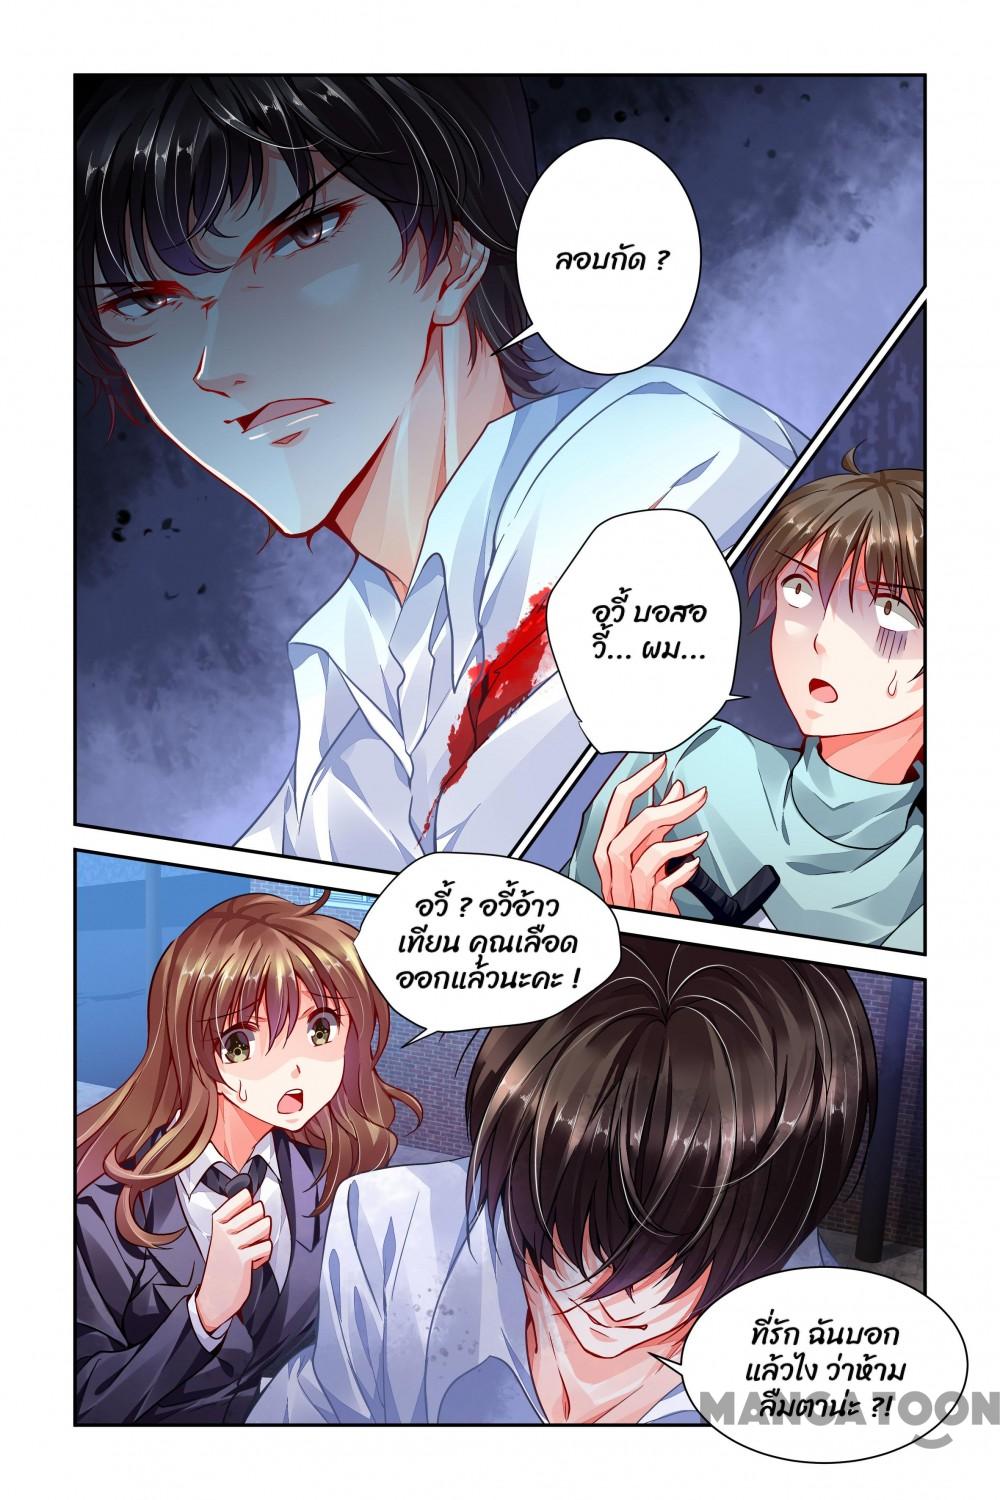 ลอบกัด ?
อวี้ บอสอ
วี้... ผม...
อวี้ ? อวี้อ้าว
เทียน คุณเลือด
ออกแล้วนะคะ !
ที่รัก ฉันบอก
แล้วไง ว่าห้าม
ลืมตาน่ะ ?!
MANGATOON